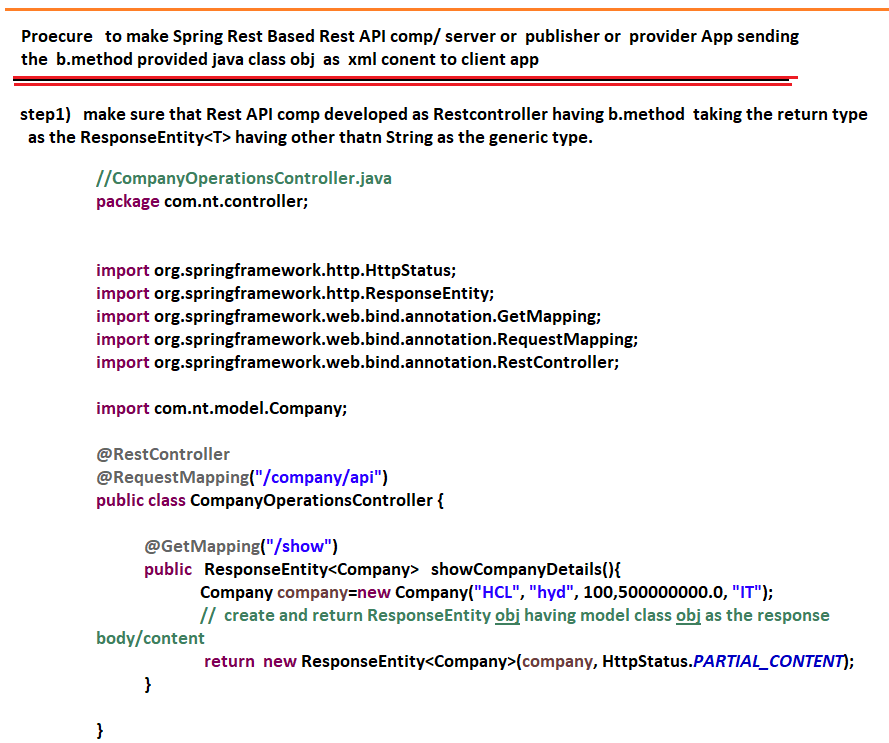 Proecure to make Spring Rest Based Rest API comp/ server or publisher or provider App sending
the b.method provided java class obj as xml conent to client app
step1) make sure that Rest API comp developed as Restcontroller having b.method taking the return type
as the ResponseEntity<T> having other thatn String as the generic type.
//CompanyOperationsController.java
package com.nt.controller;
import org.springframework.http.HttpStatus;
import org.springframework.http.ResponseEntity;
import org.springframework.web.bind.annotation.GetMapping;
import org.springframework.web.bind.annotation.RequestMapping;
import org.springframework.web.bind.annotation.RestController;
import com.nt.model.Company;
@RestController
@RequestMapping("/company/api")
public class CompanyOperationsController {
@GetMapping("/show")
public ResponseEntity<Company> showCompanyDetails(){
Company company=new Company("HCL", "hyd", 100,500000000.0, "IT");
// create and return ResponseEntity obj having model class obj as the response
body/content
return new ResponseEntity<Company>(company, HttpStatus.PARTIAL_CONTENT);
}
}